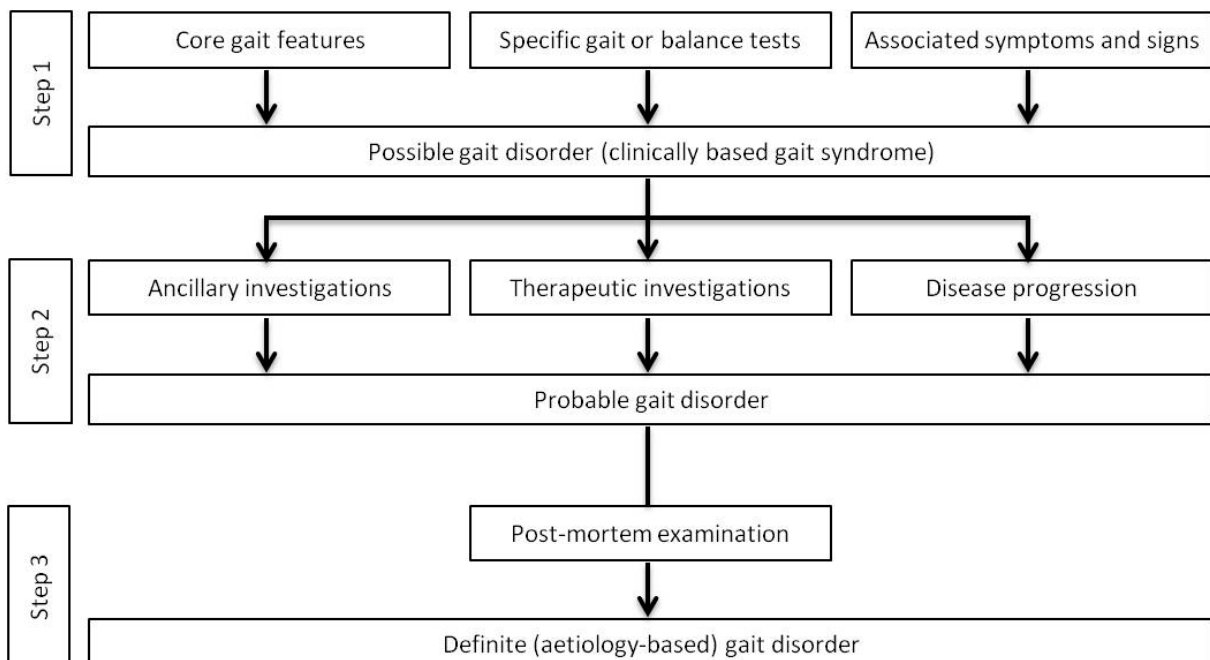 Step 1
Core gait features
Specific gait or balance tests
Associated symptoms and signs
Possible gait disorder (clinically based gait syndrome)
Step 2
Ancillary investigations
Therapeutic investigations
Disease progression
Probable gait disorder
Step 3
Post-mortem examination
Definite (aetiology-based) gait disorder